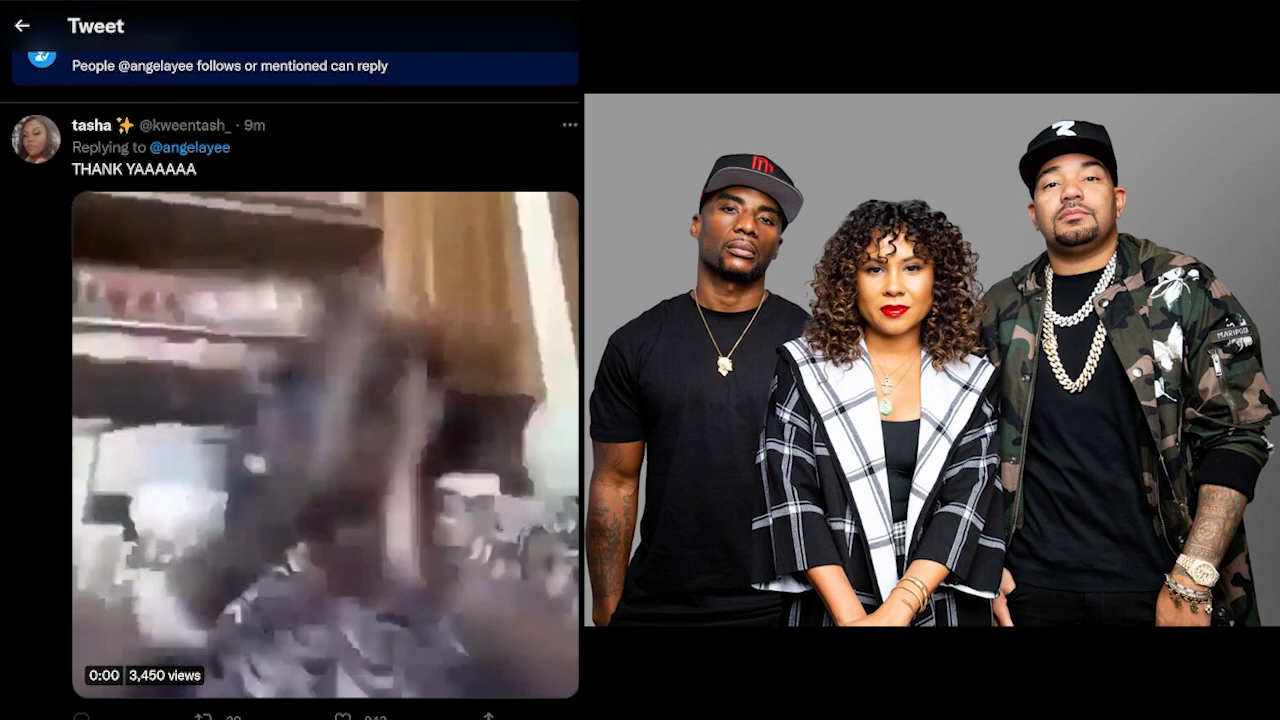 Tweet
People @angelayee follows or mentioned can reply
tasha ✨ @kweentash_ · 9m
Replying to @angelayee
THANK YAAAAAA
0:00 3,450 views
MARIPOSA